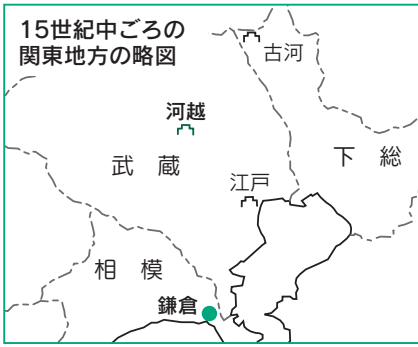 15世紀中ごろの
関東地方の略図
古河
河越
武蔵
下総
江戸
相模
鎌倉